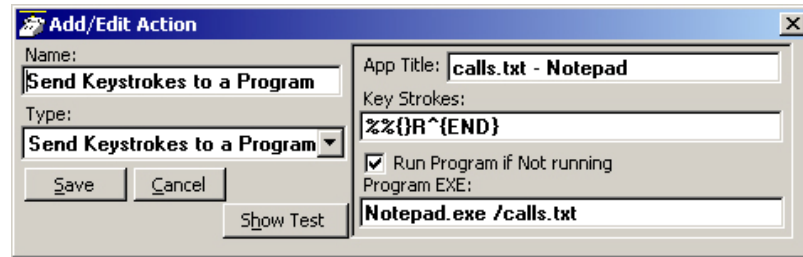 Add/Edit Action
Name:
Send Keystrokes to a Program
Type:
Send Keystrokes to a Program
Save Cancel
Show Test
App Title: calls.txt - Notepad
Key Strokes:
%%{}R^{END}
Run Program if Not running
Program EXE:
Notepad.exe /calls.txt